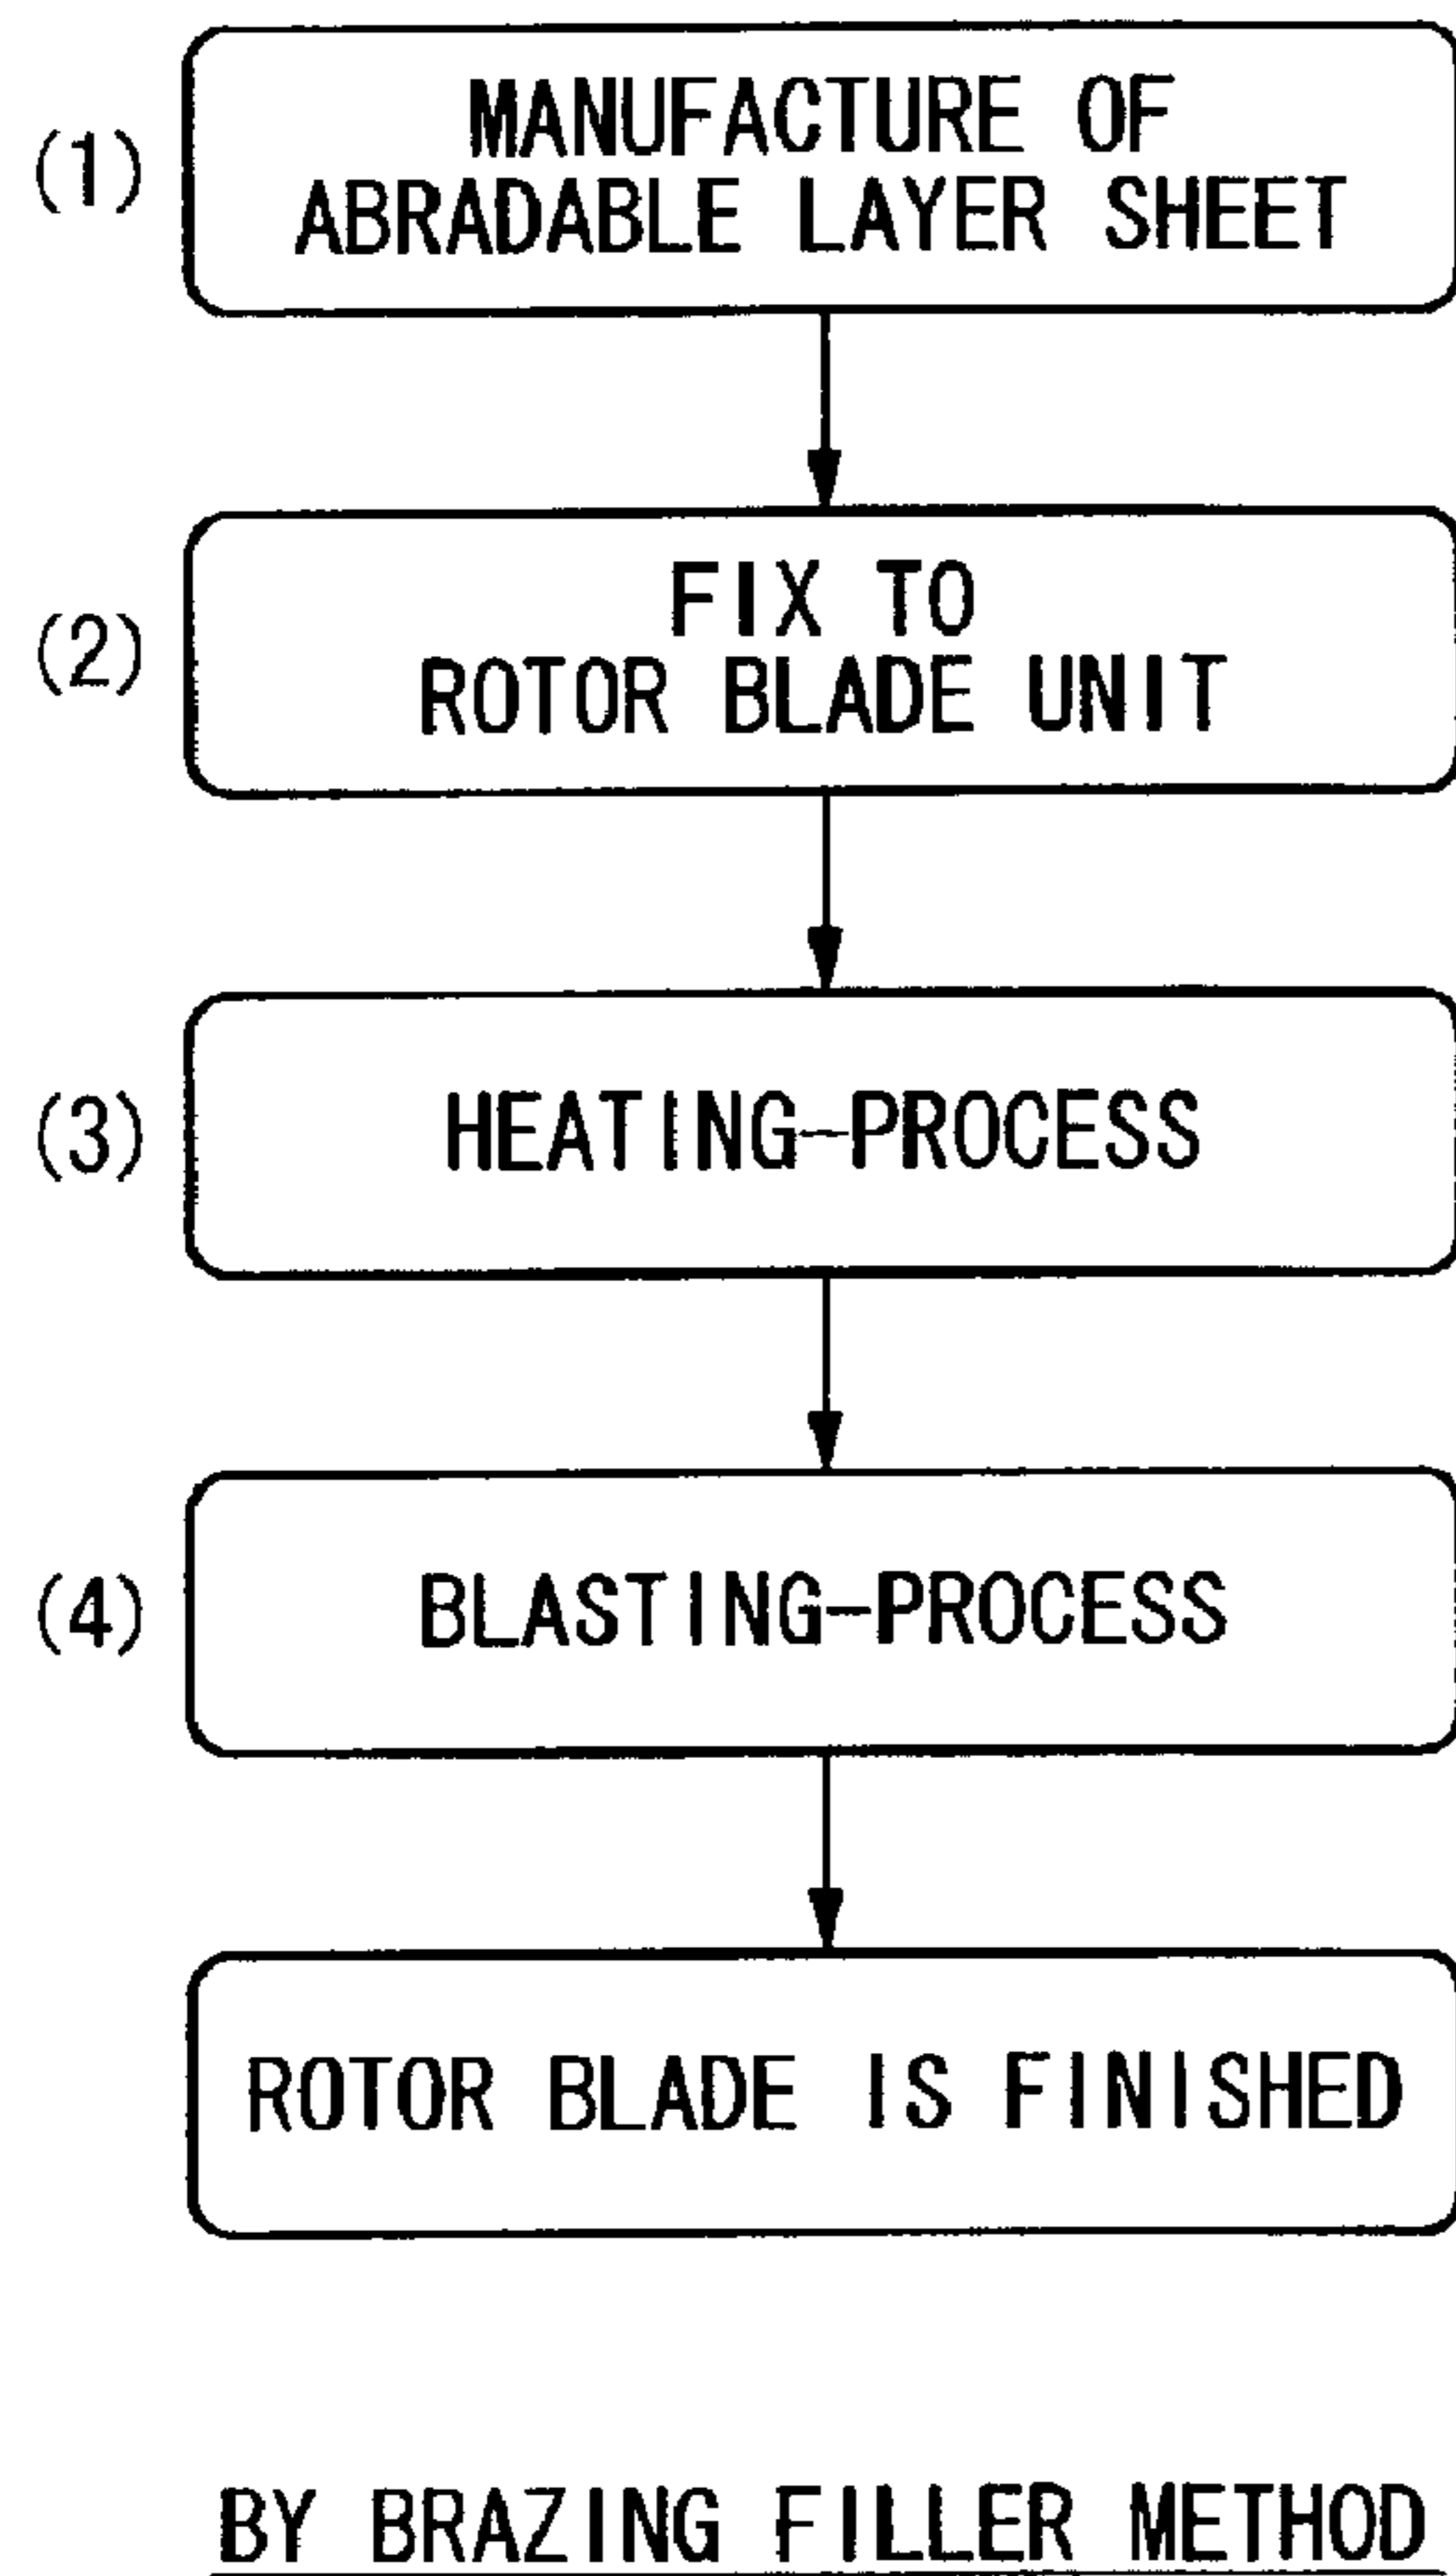 (1)
MANUFACTURE OF
ABRADABLE LAYER SHEET
(2)
FIX TO
ROTOR BLADE UNIT
(3)
HEATING-PROCESS
(4)
BLASTING-PROCESS
ROTOR BLADE IS FINISHED
BY BRAZING FILLER METHOD